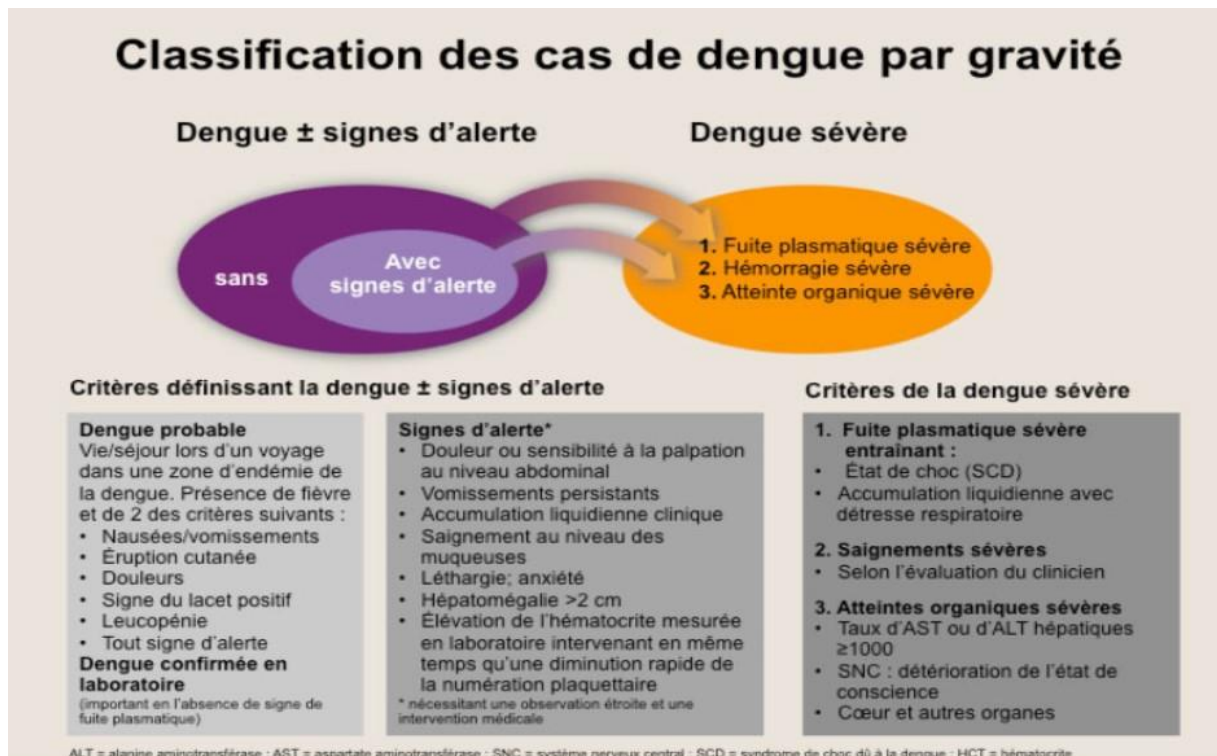 Classification des cas de dengue par gravité
Dengue ± signes d'alerte
Dengue sévère
sans
Avec
signes d'alerte
1. Fuite plasmatique sévère
2. Hémorragie sévère
3. Atteinte organique sévère
Critères définissant la dengue ± signes d'alerte
Dengue probable
Vie/séjour lors d'un voyage
dans une zone d'endémie de
la dengue. Présence de fièvre
et de 2 des critères suivants :
• Nausées/vomissements
• Éruption cutanée
• Douleurs
• Signe du lacet positif
• Leucopénie
• Tout signe d'alerte
Dengue confirmée en
laboratoire
(important en l'absence de signe de
fuite plasmatique)
Signes d'alerte*
• Douleur ou sensibilité à la palpation
au niveau abdominal
• Vomissements persistants
• Accumulation liquidienne clinique
• Saignement au niveau des
muqueuses
• Léthargie; anxiété
• Hépatomégalie >2 cm
• Élévation de l'hématocrite mesurée
en laboratoire intervenant en même
temps qu'une diminution rapide de
la numération plaquettaire
* nécessitant une observation étroite et une
intervention médicale
Critères de la dengue sévère
1. Fuite plasmatique sévère
entraînant :
• État de choc (SCD)
• Accumulation liquidienne avec
détresse respiratoire
2. Saignements sévères
• Selon l'évaluation du clinicien
3. Atteintes organiques sévères
• Taux d'AST ou d'ALT hépatiques
≥1000
• SNC : détérioration de l'état de
conscience
• Cœur et autres organes
ALT = alanine aminotransférase ; AST = aspartate aminotransférase ; SNC = système nerveux central ; SCD = syndrome de choc dû à la dengue ; HCT = hématocrite